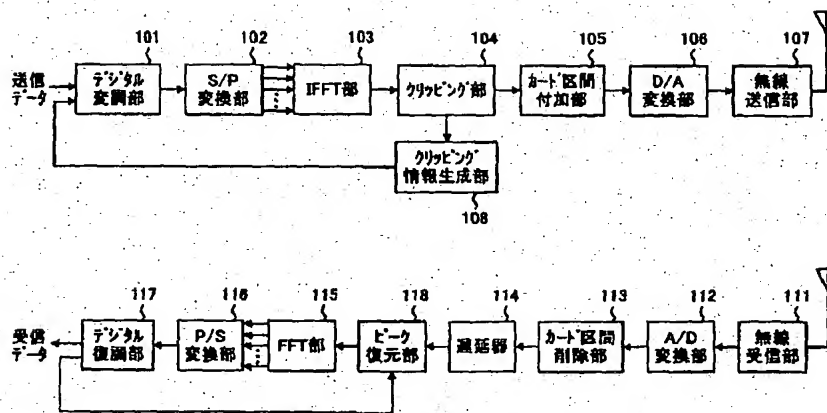 101
102
103
104
105
106
107
送信
データ
デジタル
変調部
S/P
変換部
IFFT部
クリッピング部
ガード区間
付加部
D/A
変換部
無線
送信部
クリッピング
情報生成部
108
117
116
115
118
114
113
112
111
受信
データ
デジタル
復調部
P/S
変換部
FFT部
ピーク
復元部
遅延器
ガード区間
削除部
A/D
変換部
無線
受信部